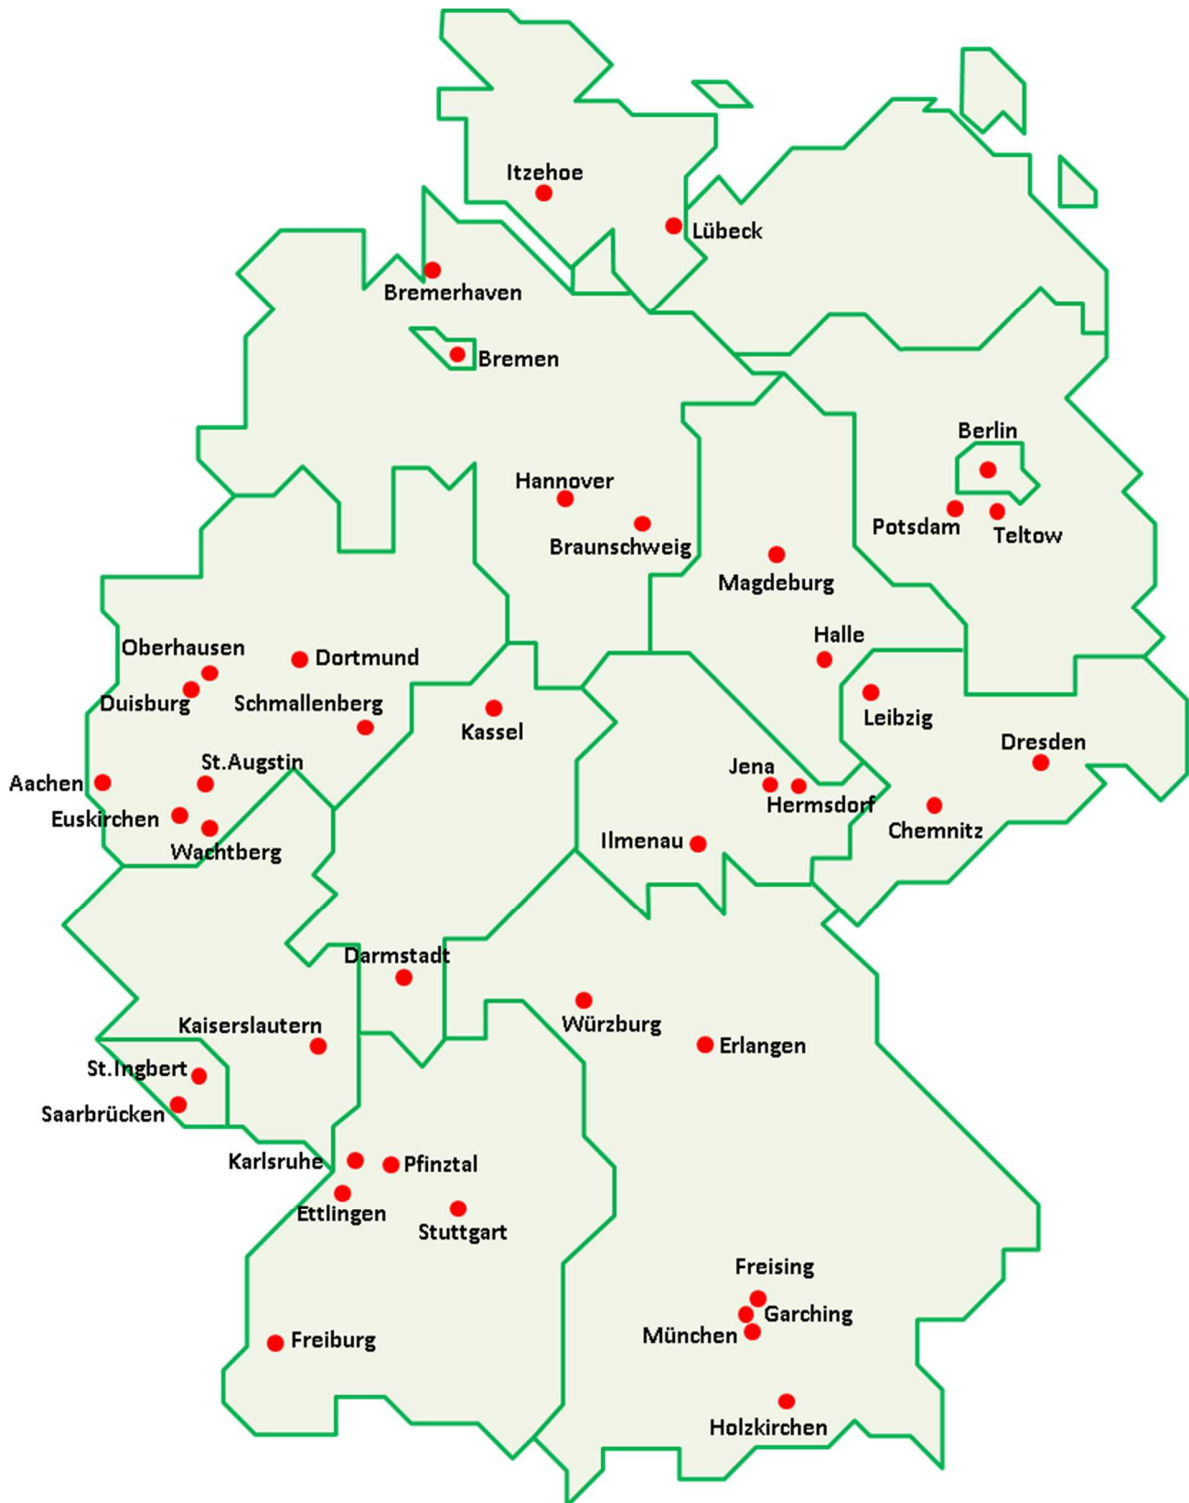 Itzehoe
Lübeck
Bremerhaven
Bremen
Berlin
Hannover
Potsdam
Teltow
Braunschweig
Magdeburg
Halle
Oberhausen
Dortmund
Duisburg
Schmallenberg
Leibzig
Kassel
Dresden
St.Augstin
Jena
Aachen
Hermsdorf
Euskirchen
Chemnitz
Ilmenau
Wachtberg
Darmstadt
Kaiserslautern
Würzburg
Erlangen
St.Ingbert
Saarbrücken
Karlsruhe
Pfinztal
Ettlingen
Stuttgart
Freising
Garching
München
Freiburg
Holzkirchen